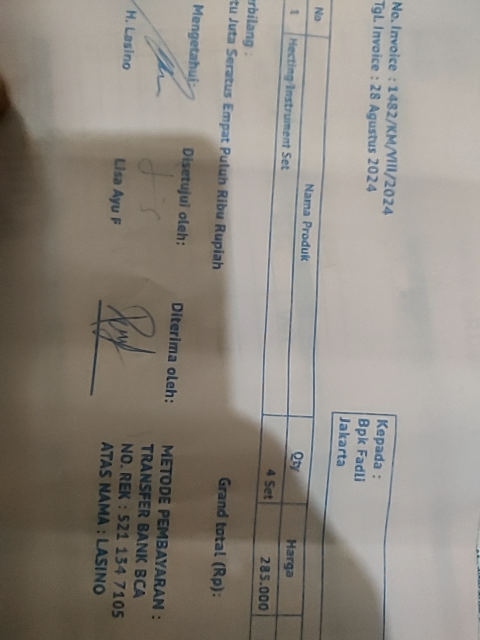 No. Invoice : 1482/KM/VIII/2024
Tgl. Invoice : 28 Agustus 2024
Kepada :
Bpk Fadli
Jakarta
No Nama Produk Qty Harga
1 Hecting Instrument Set 4 Set 285.000
Grand total (Rp):
rbilang :
tu Juta Seratus Empat Puluh Ribu Rupiah
Mengetahui:
Disetujui oleh:
Diterima oleh:
H. Lasino
Lisa Ayu F
METODE PEMBAYARAN :
TRANSFER BANK BCA
NO. REK : 521 134 7105
ATAS NAMA : LASINO